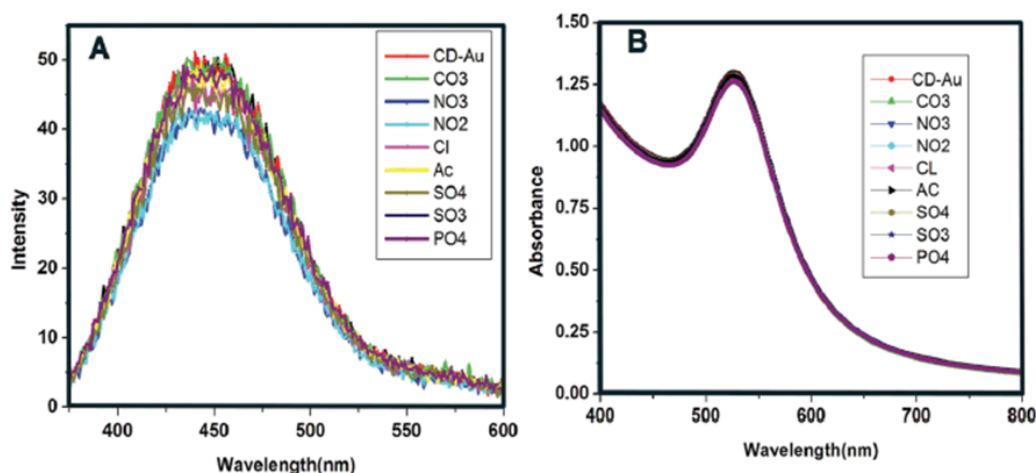 A
50
40
30
20
10
0
Intensity
400
450
500
550
600
Wavelength(nm)
CD-Au
CO3
NO3
NO2
Cl
Ac
SO4
SO3
PO4
B
1.50
1.25
1.00
0.75
0.50
0.25
0.00
Absorbance
400
500
600
700
800
Wavelength(nm)
CD-Au
CO3
NO3
NO2
CL
AC
SO4
SO3
PO4